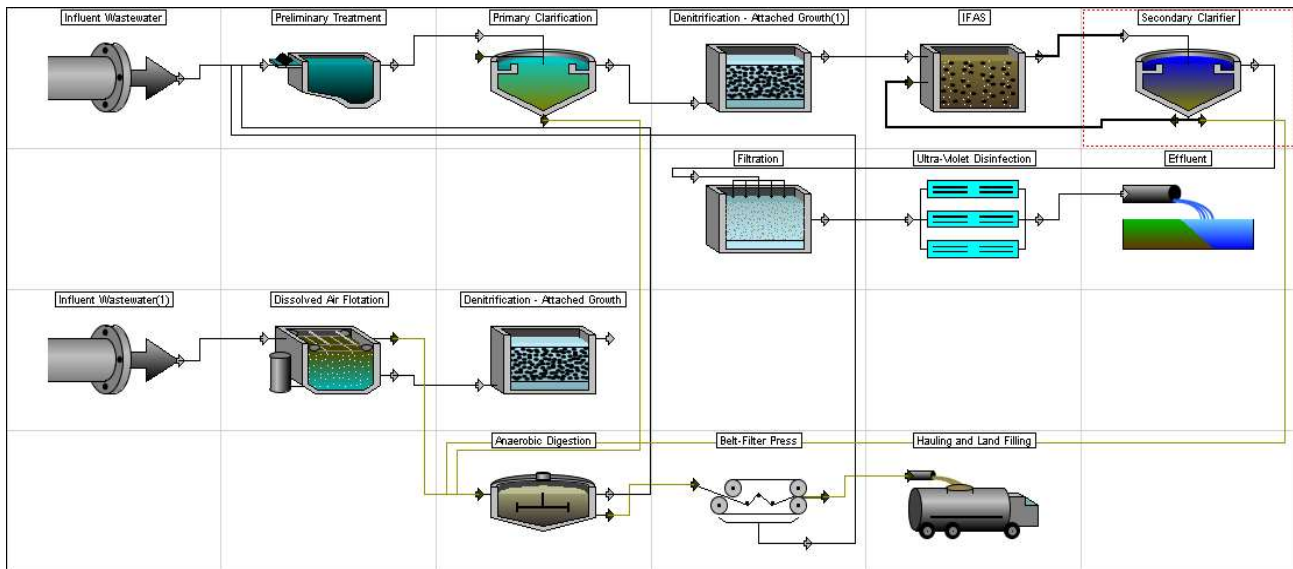 Influent Wastewater
Preliminary Treatment
Primary Clarification
Denitrification - Attached Growth(1)
IFAS
Secondary Clarifier
Filtration
Ultra-Violet Disinfection
Effluent
Influent Wastewater(1)
Dissolved Air Flotation
Denitrification - Attached Growth
Anaerobic Digestion
Belt-Filter Press
Hauling and Land Filling